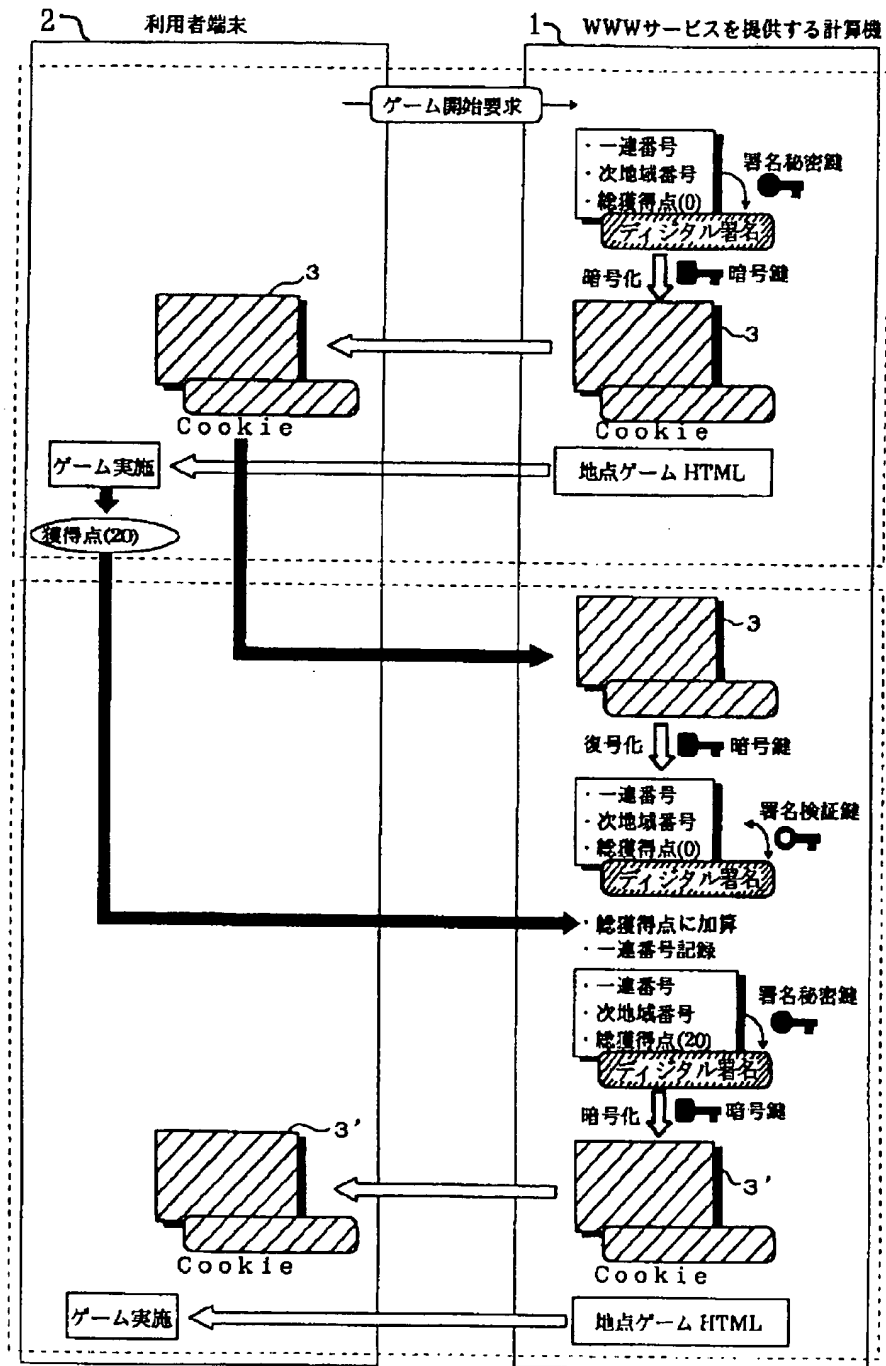 2 利用者端末
1 WWWサービスを提供する計算機
ゲーム開始要求
・一連番号
・次地域番号
・総獲得点(0)
ディジタル署名
署名秘密鍵
暗号化
暗号鍵
3
3
Cookie
Cookie
ゲーム実施
地点ゲーム HTML
獲得点(20)
3
復号化
暗号鍵
・一連番号
・次地域番号
・総獲得点(0)
ディジタル署名
署名検証鍵
・総獲得点に加算
・一連番号記録
・一連番号
・次地域番号
・総獲得点(20)
ディジタル署名
署名秘密鍵
暗号化
暗号鍵
3'
3'
Cookie
Cookie
ゲーム実施
地点ゲーム HTML